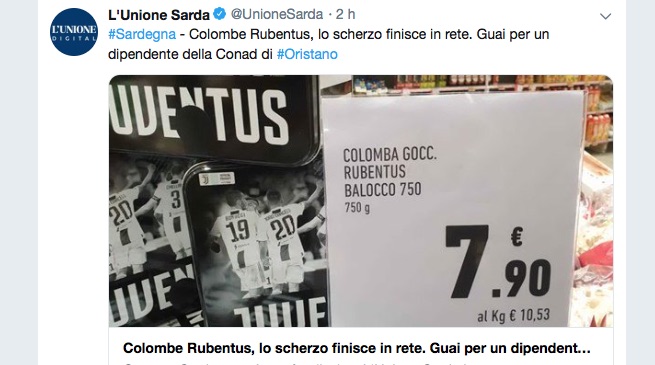 L'Unione Sarda @UnioneSarda · 2 h
#Sardegna - Colombe Rubentus, lo scherzo finisce in rete. Guai per un
dipendente della Conad di #Oristano
L'UNIONE
DIGITAL
UVENTUS
20
3
19
20
UVEN
JUVE
COLOMBA GOCC.
RUBENTUS
BALOCCO 750
750 g
7.90
€
al Kg € 10,53
Colombe Rubentus, lo scherzo finisce in rete. Guai per un dipendent...